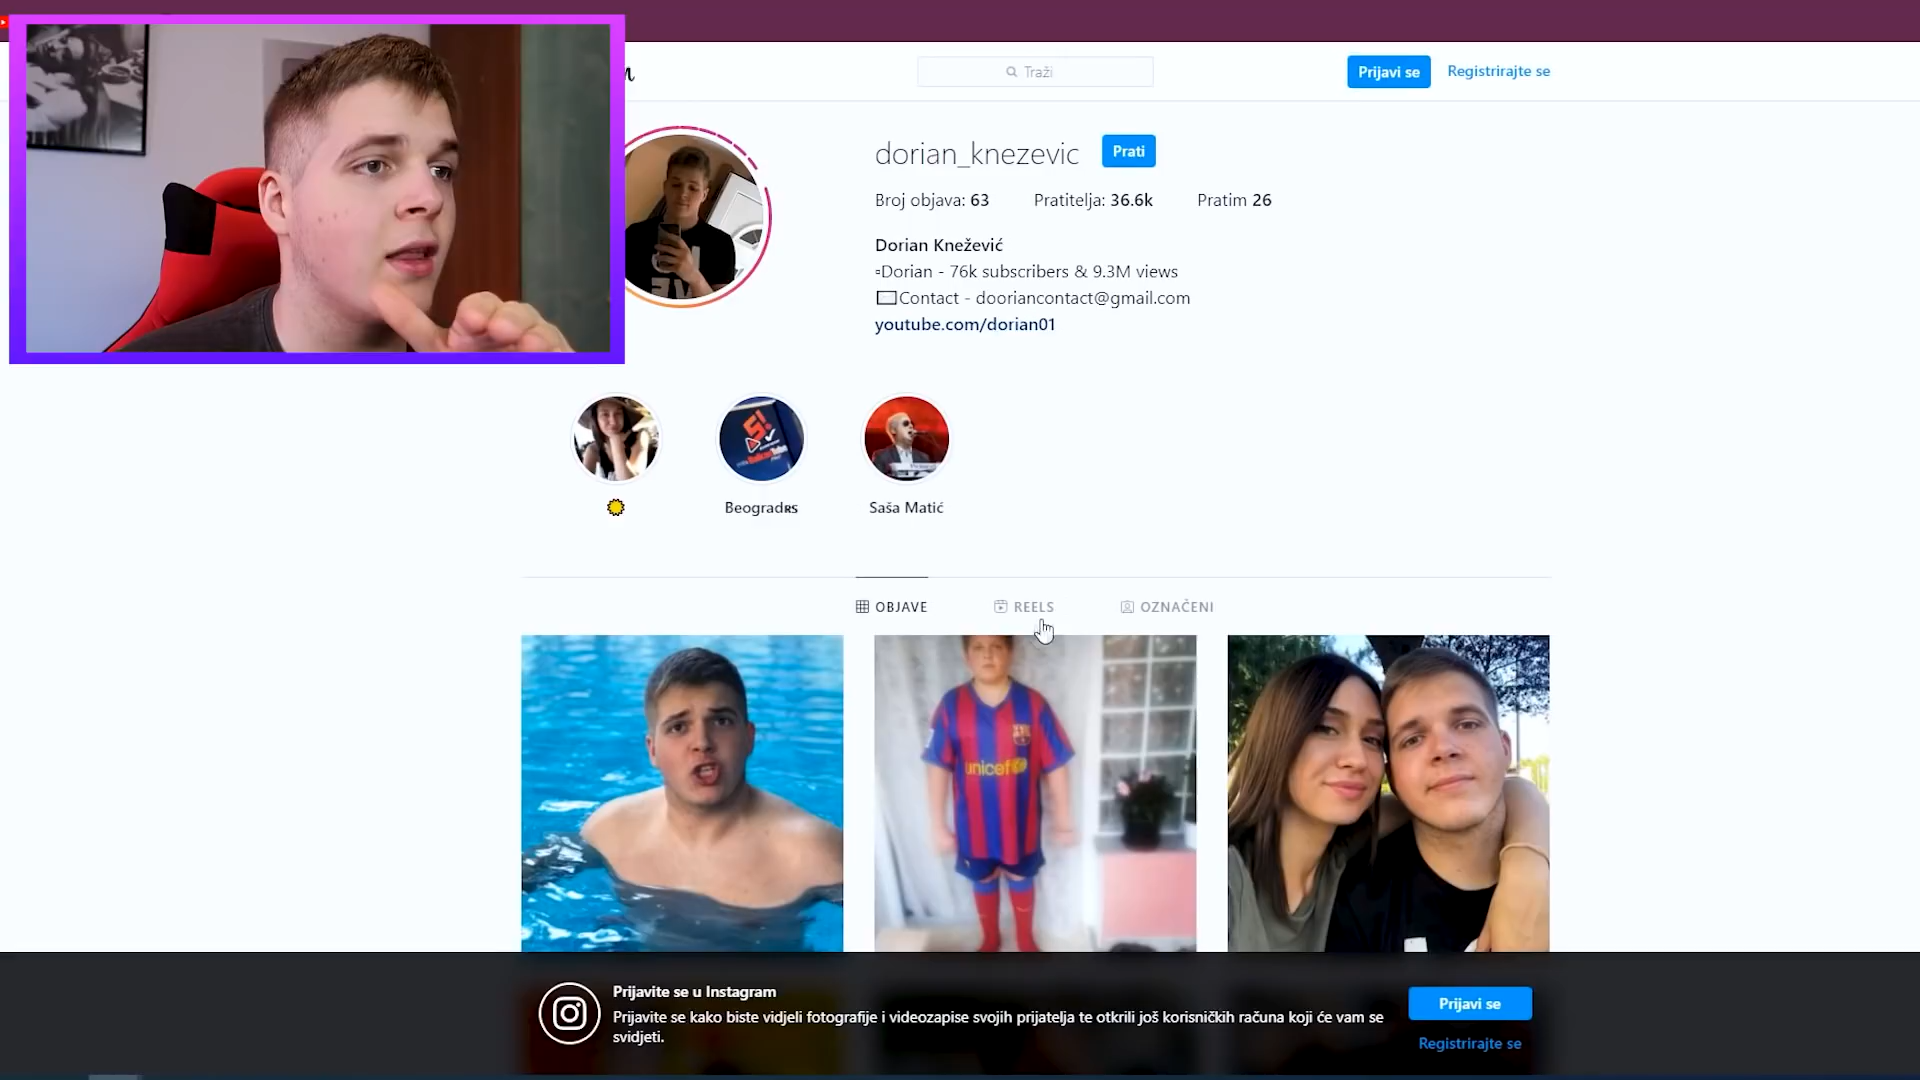 Traži
Prijavi se
Registrirajte se
dorian_knezevic
Prati
Broj objava: 63
Pratitelja: 36.6k
Pratim 26
Dorian Knežević
▫Dorian - 76k subscribers & 9.3M views
Contact - dooriancontact@gmail.com
youtube.com/dorian01
Beograd🇷🇸
Saša Matić
OBJAVE
REELS
OZNAČENI
unicef
Prijavite se u Instagram
Prijavite se kako biste vidjeli fotografije i videozapise svojih prijatelja te otkrili još korisničkih računa koji će vam se
svidjeti.
Prijavi se
Registrirajte se